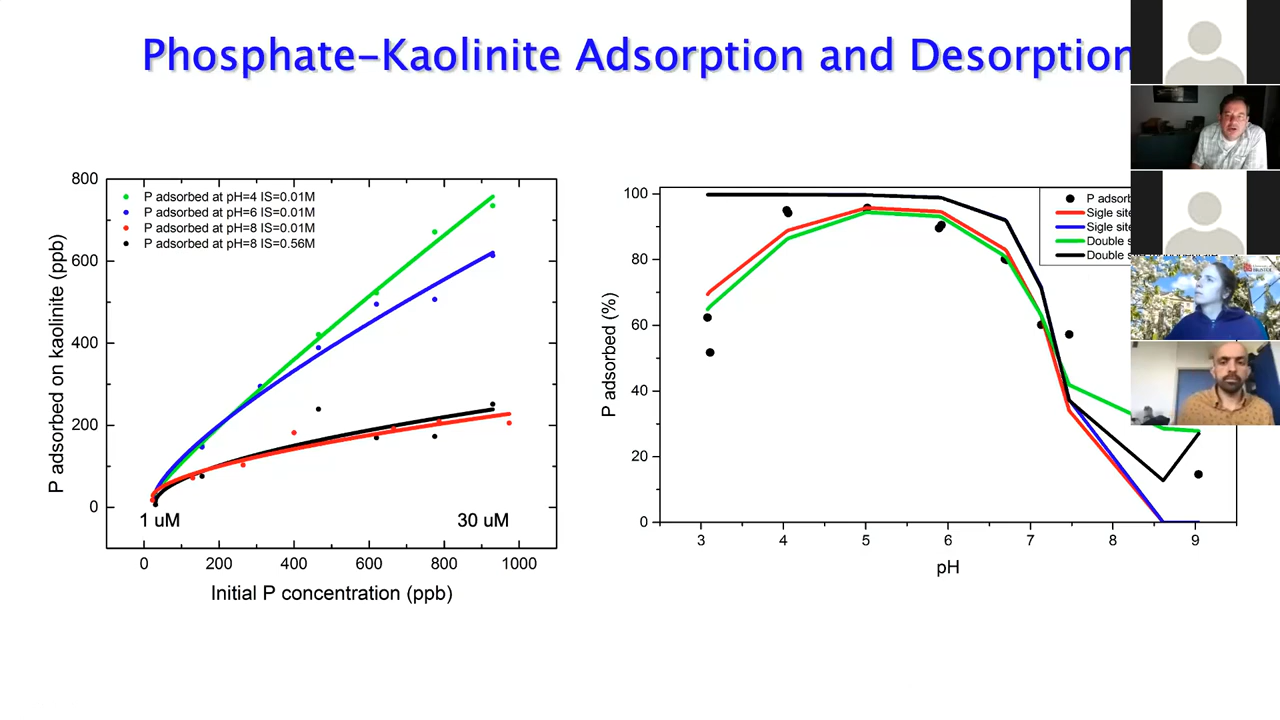 Phosphate-Kaolinite Adsorption and Desorption
P adsorbed on kaolinite (ppb)
800
600
400
200
0
P adsorbed at pH=4 IS=0.01M
P adsorbed at pH=6 IS=0.01M
P adsorbed at pH=8 IS=0.01M
P adsorbed at pH=8 IS=0.56M
1 uM
30 uM
0 200 400 600 800 1000
Initial P concentration (ppb)
P adsorbed (%)
100
80
60
40
20
0
Sigle
Sigle
Double
Double
3 4 5 6 7 8 9
pH